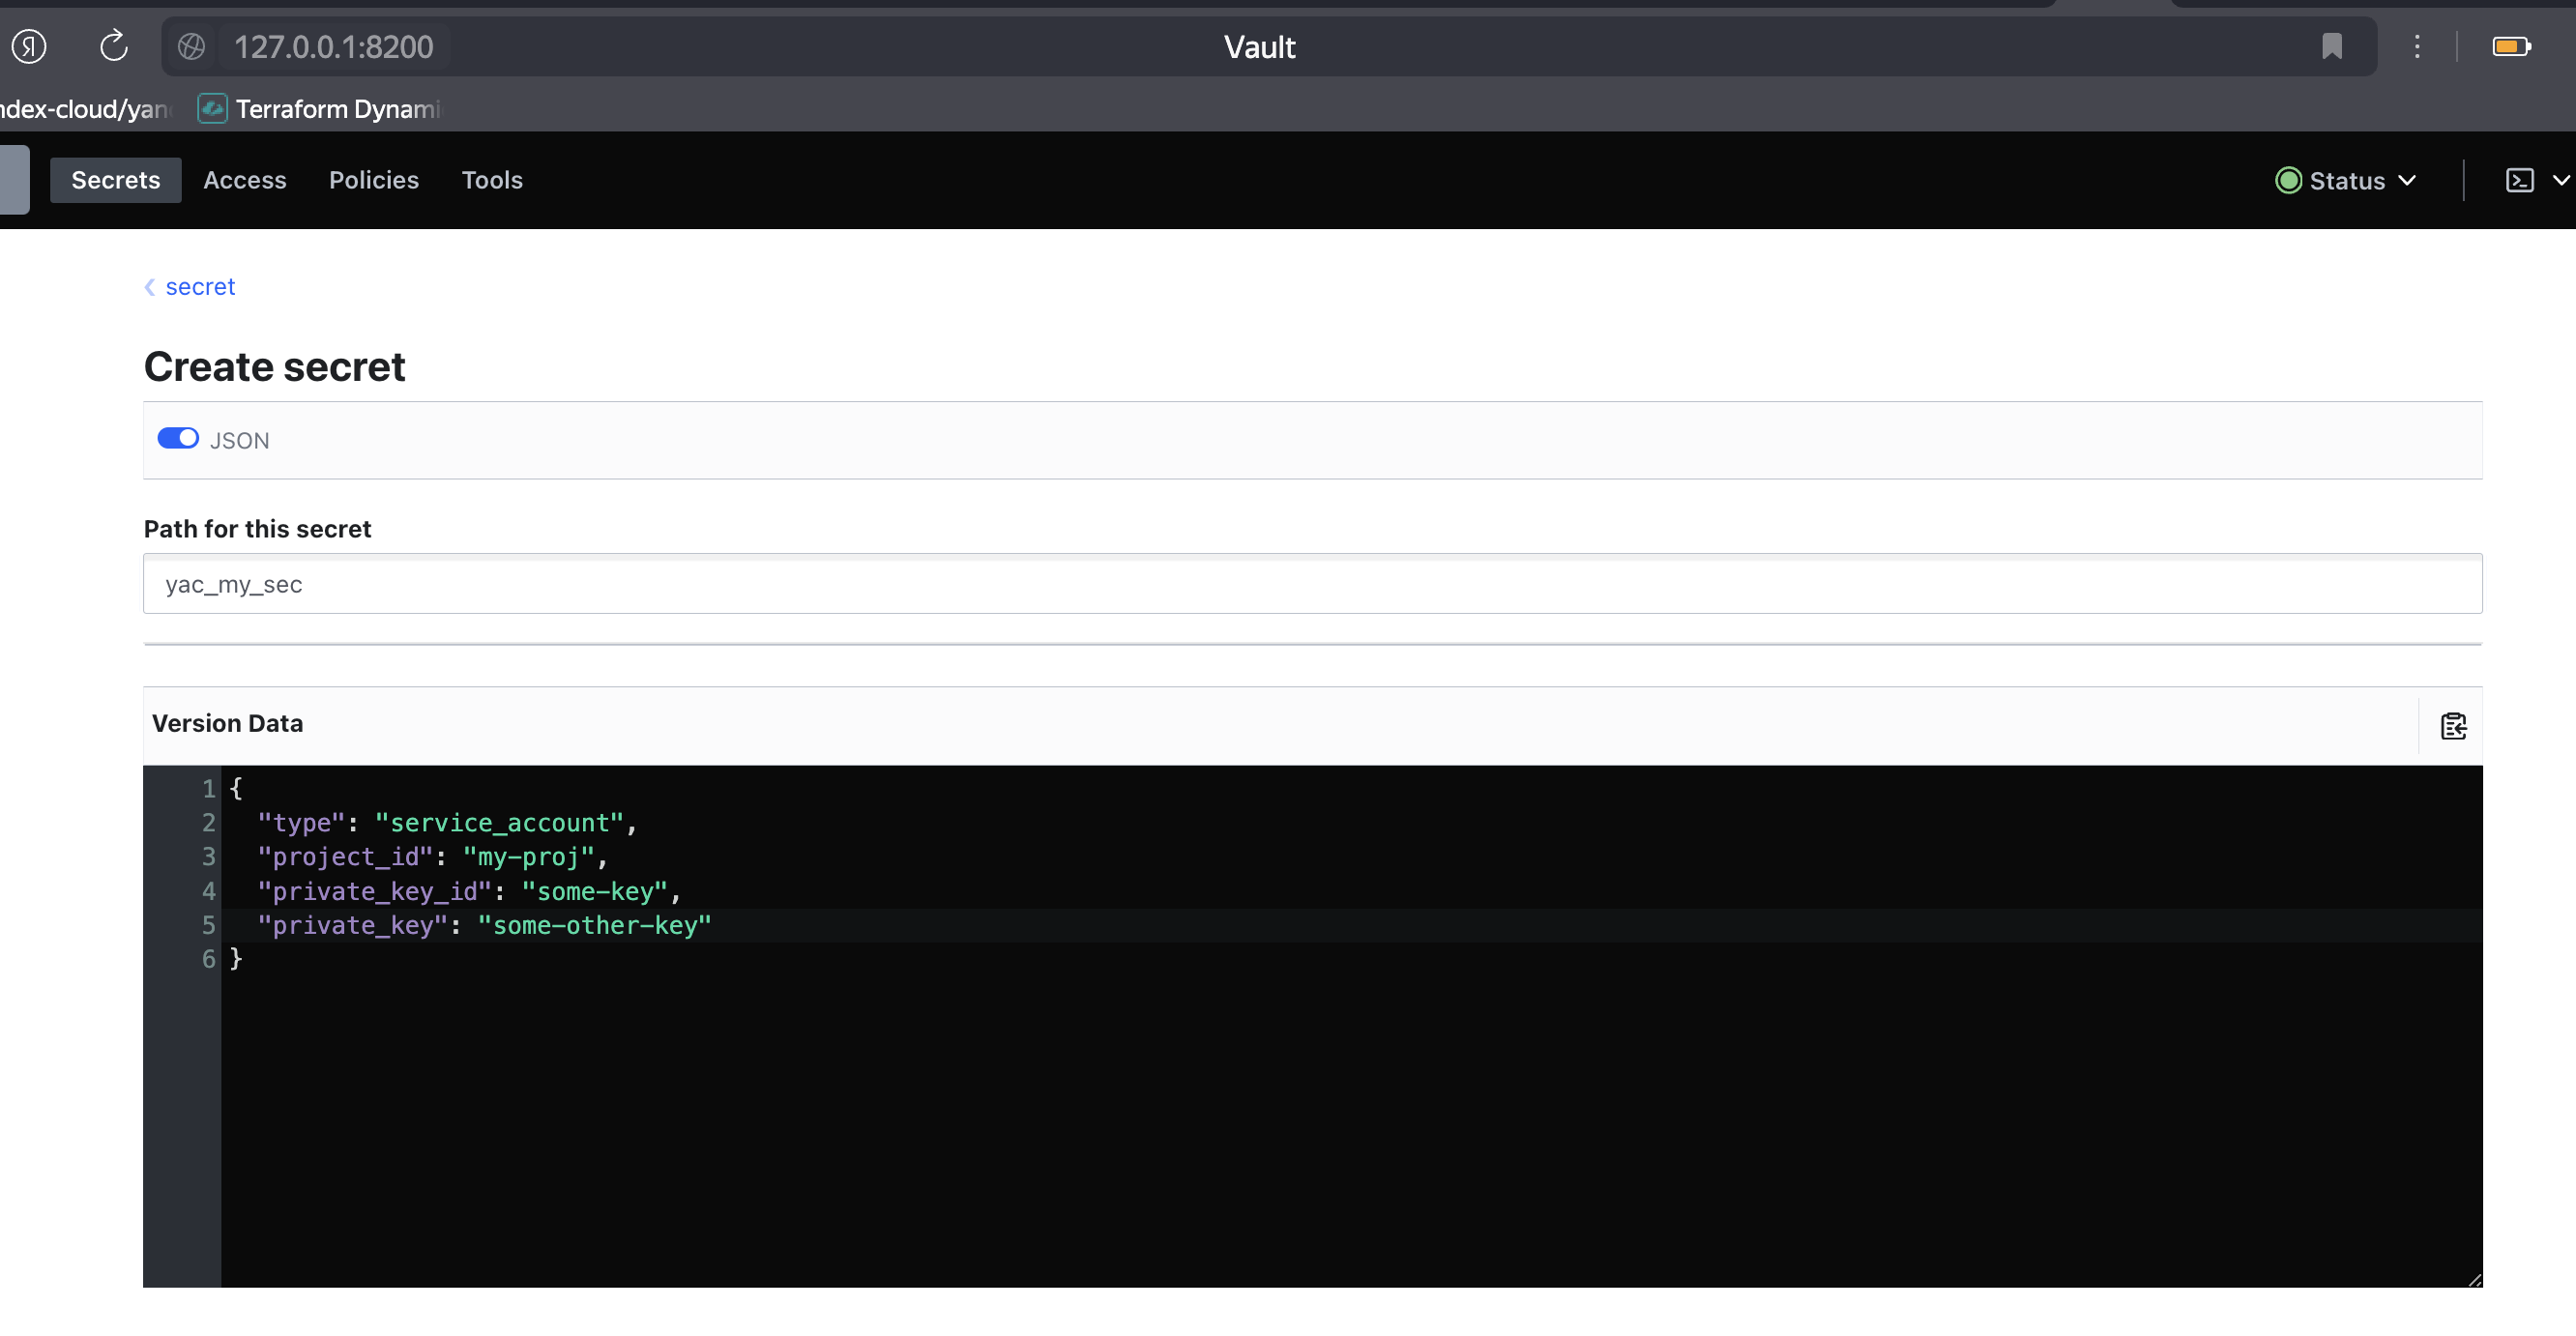 Я 127.0.0.1:8200 Vault
ndex-cloud/yan Terraform Dynami
Secrets Access Policies Tools Status
secret
Create secret
JSON
Path for this secret
yac_my_sec
Version Data
1 {
2 "type": "service_account",
3 "project_id": "my-proj",
4 "private_key_id": "some-key",
5 "private_key": "some-other-key"
6 }